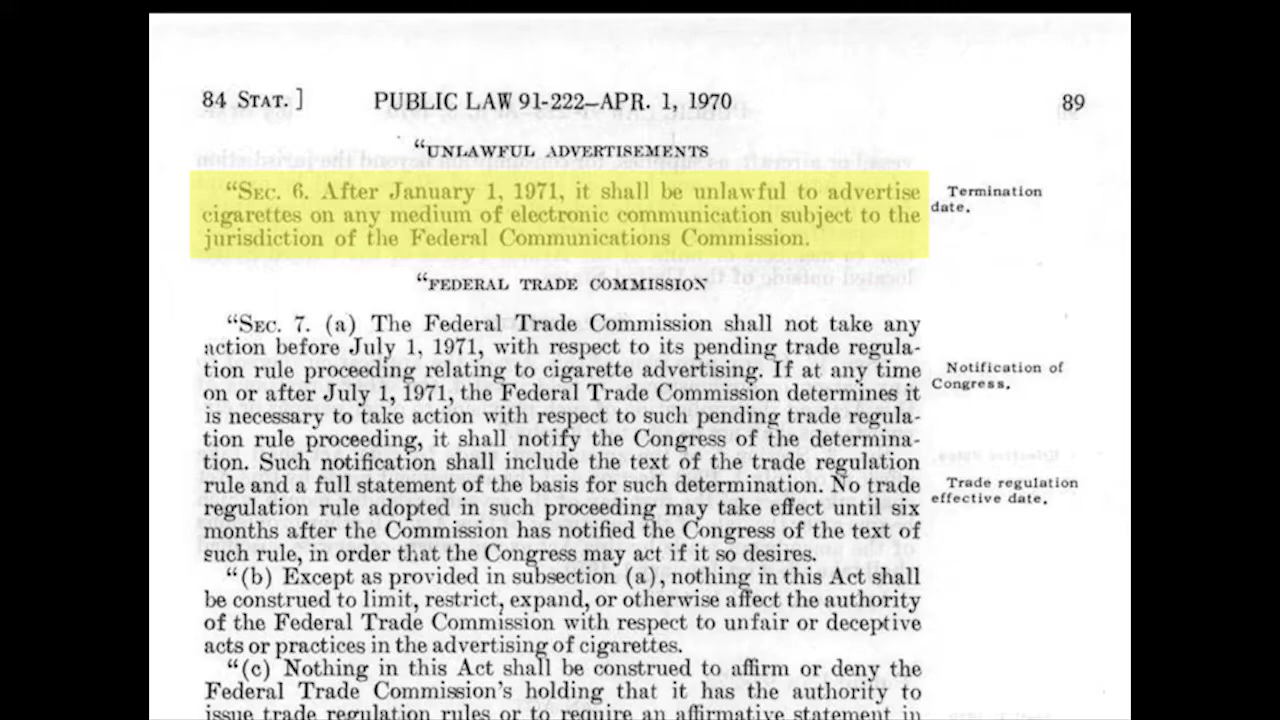 84 STAT. ] PUBLIC LAW 91-222—APR. 1, 1970 89
"UNLAWFUL ADVERTISEMENTS
"SEC. 6. After January 1, 1971, it shall be unlawful to advertise
cigarettes on any medium of electronic communication subject to the
jurisdiction of the Federal Communications Commission.
Termination
date.
"FEDERAL TRADE COMMISSION
"SEC. 7. (a) The Federal Trade Commission shall not take any
action before July 1, 1971, with respect to its pending trade regula-
tion rule proceeding relating to cigarette advertising. If at any time
on or after July 1, 1971, the Federal Trade Commission determines it
is necessary to take action with respect to such pending trade regula-
tion rule proceeding, it shall notify the Congress of the determina-
tion. Such notification shall include the text of the trade regulation
rule and a full statement of the basis for such determination. No trade
regulation rule adopted in such proceeding may take effect until six
months after the Commission has notified the Congress of the text of
such rule, in order that the Congress may act if it so desires.
Notification of
Congress.
Trade regulation
effective date.
"(b) Except as provided in subsection (a), nothing in this Act shall
be construed to limit, restrict, expand, or otherwise affect the authority
of the Federal Trade Commission with respect to unfair or deceptive
acts or practices in the advertising of cigarettes.
"(c) Nothing in this Act shall be construed to affirm or deny the
Federal Trade Commission's holding that it has the authority to
issue trade regulation rules or to require an affirmative statement in